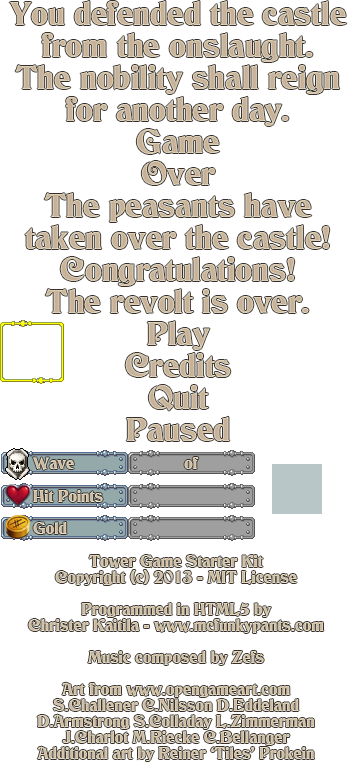 You defended the castle
from the onslaught.
The nobility shall reign
for another day.
Game
Over
The peasants have
taken over the castle!
Congratulations!
The revolt is over.
Play
Credits
Quit
Paused
Wave of
Hit Points
Gold
Tower Game Starter Kit
Copyright (c) 2013 - MIT License
Programmed in HTML5 by
Christer Kaitila - www.mcfunkypants.com
Music composed by Zefs
Art from www.opengameart.com
S.Challener C.Nilsson D.Eddeland
D.Armstrong S.Colladay L.Zimmerman
J.Charlot M.Riecke C.Bellanger
Additional art by Reiner 'Tiles' Prokein